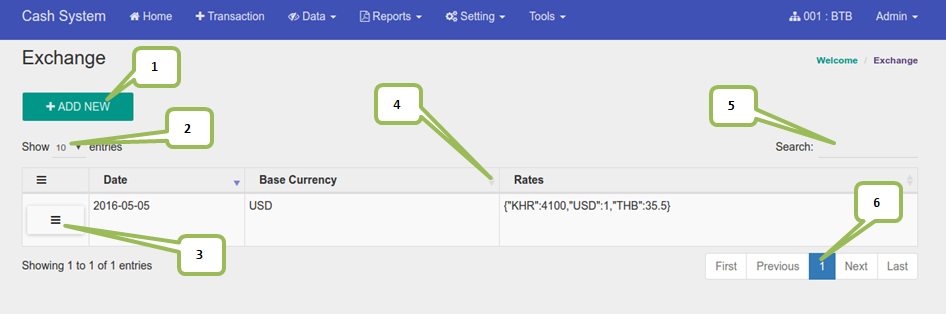 Cash System Home Transaction Data Reports Setting Tools 001 : BTB Admin
Exchange
Welcome / Exchange
1
ADD NEW
4
5
2
Show 10 entries
Search:
Date Base Currency Rates
2016-05-05 USD {"KHR":4100,"USD":1,"THB":35.5}
6
3
Showing 1 to 1 of 1 entries
First Previous 1 Next Last